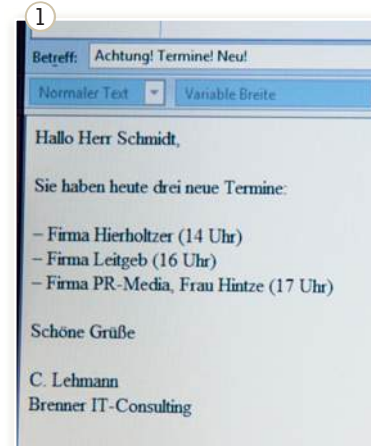 1
Betreff: Achtung! Termine! Neu!
Normaler Text Variable Breite
Hallo Herr Schmidt,
Sie haben heute drei neue Termine:
– Firma Hierholtzer (14 Uhr)
– Firma Leitgeb (16 Uhr)
– Firma PR-Media, Frau Hintze (17 Uhr)
Schöne Grüße
C. Lehmann
Brenner IT-Consulting